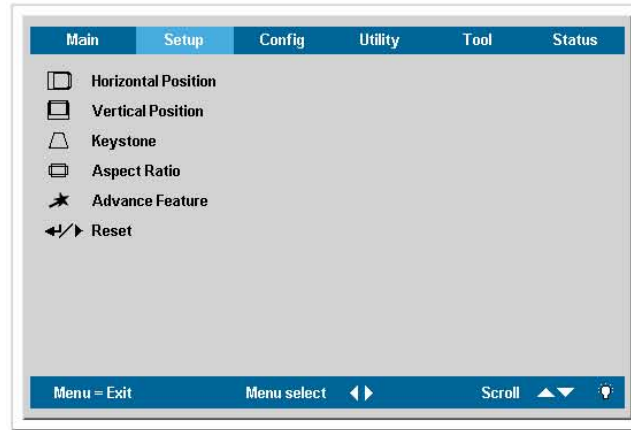 Main Setup Config Utility Tool Status
Horizontal Position
Vertical Position
Keystone
Aspect Ratio
Advance Feature
Reset
Menu = Exit Menu select Scroll